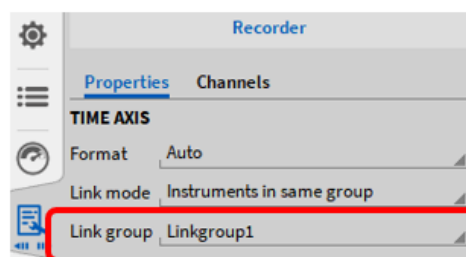 Recorder
Properties Channels
TIME AXIS
Format Auto
Link mode Instruments in same group
Link group Linkgroup1